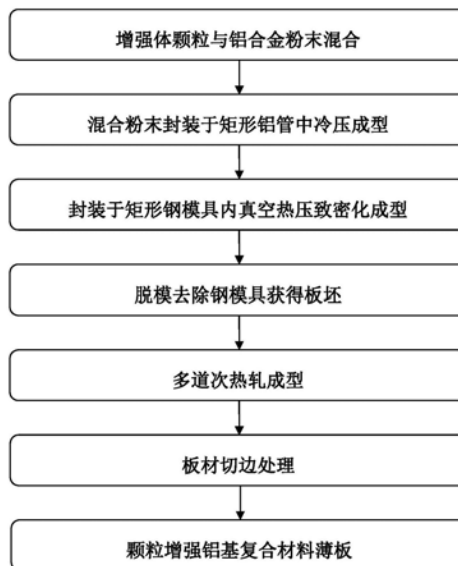 增强体颗粒与铝合金粉末混合
混合粉末封装于矩形铝管中冷压成型
封装于矩形钢模具内真空热压致密化成型
脱模去除钢模具获得板坯
多道次热轧成型
板材切边处理
颗粒增强铝基复合材料薄板